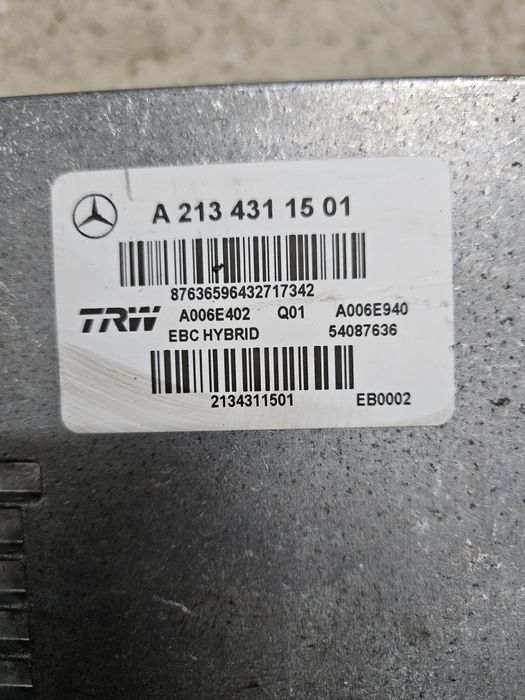 A 213 431 15 01
87636596432717342
TRW A006E402 Q01 A006E940
EBC HYBRID 54087636
2134311501 EB0002